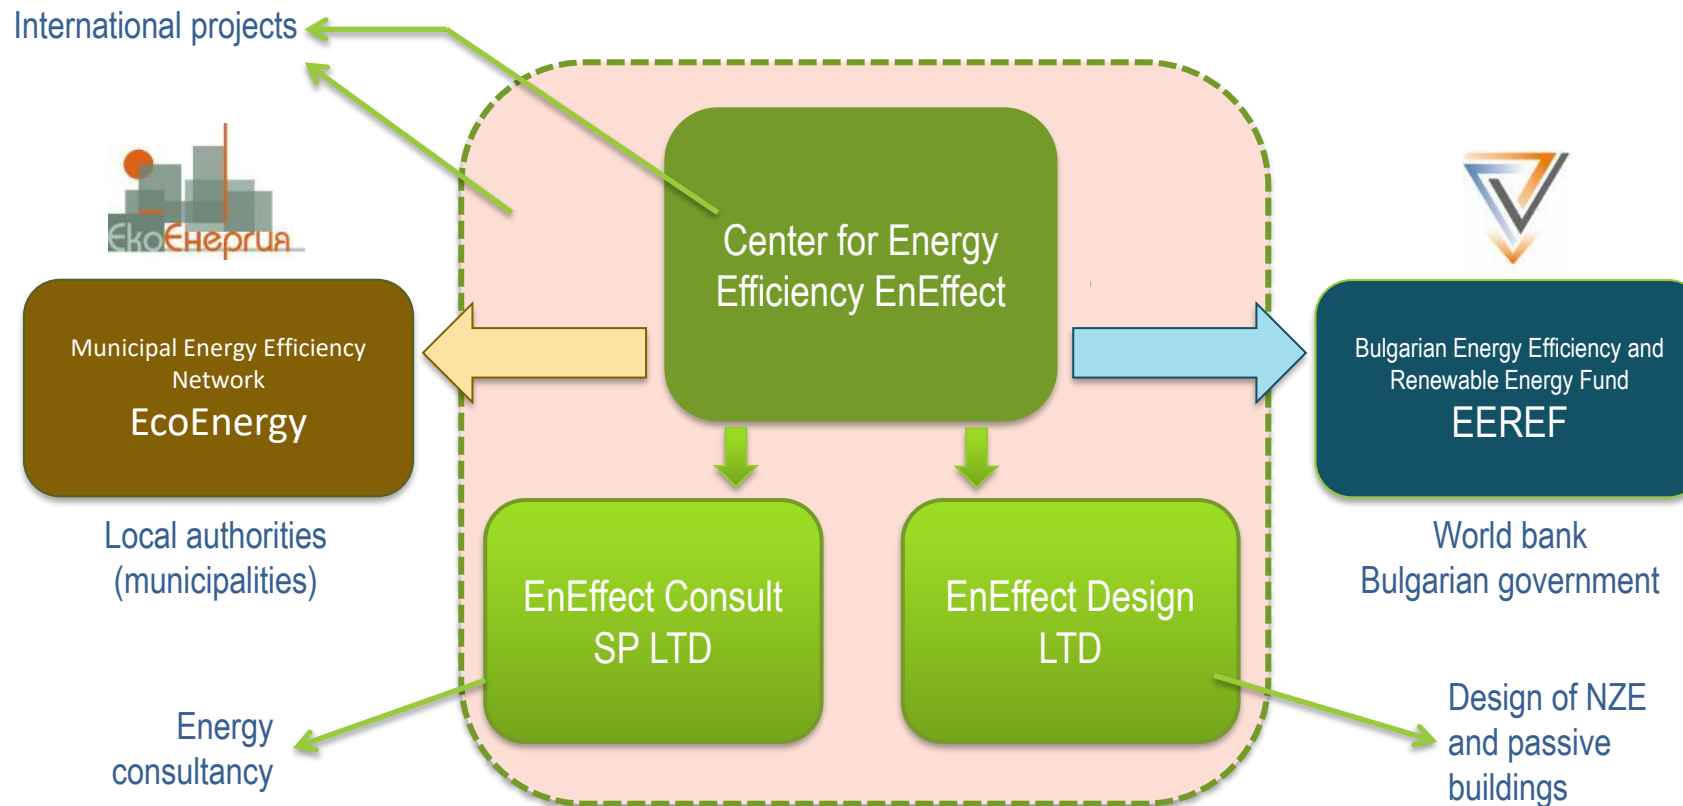 International projects
ЕкоЕнергия
Center for Energy
Efficiency EnEffect
Municipal Energy Efficiency
Network
EcoEnergy
Bulgarian Energy Efficiency and
Renewable Energy Fund
EEREF
Local authorities
(municipalities)
World bank
Bulgarian government
EnEffect Consult
SP LTD
EnEffect Design
LTD
Energy
consultancy
Design of NZE
and passive
buildings